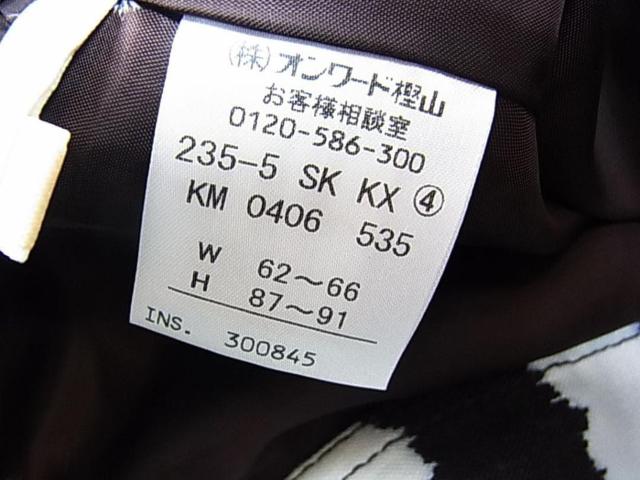 (株)オンワード樫山
お客様相談室
0120-586-300
235-5 SK KX ④
KM 0406 535
W 62〜66
H 87〜91
INS. 300845